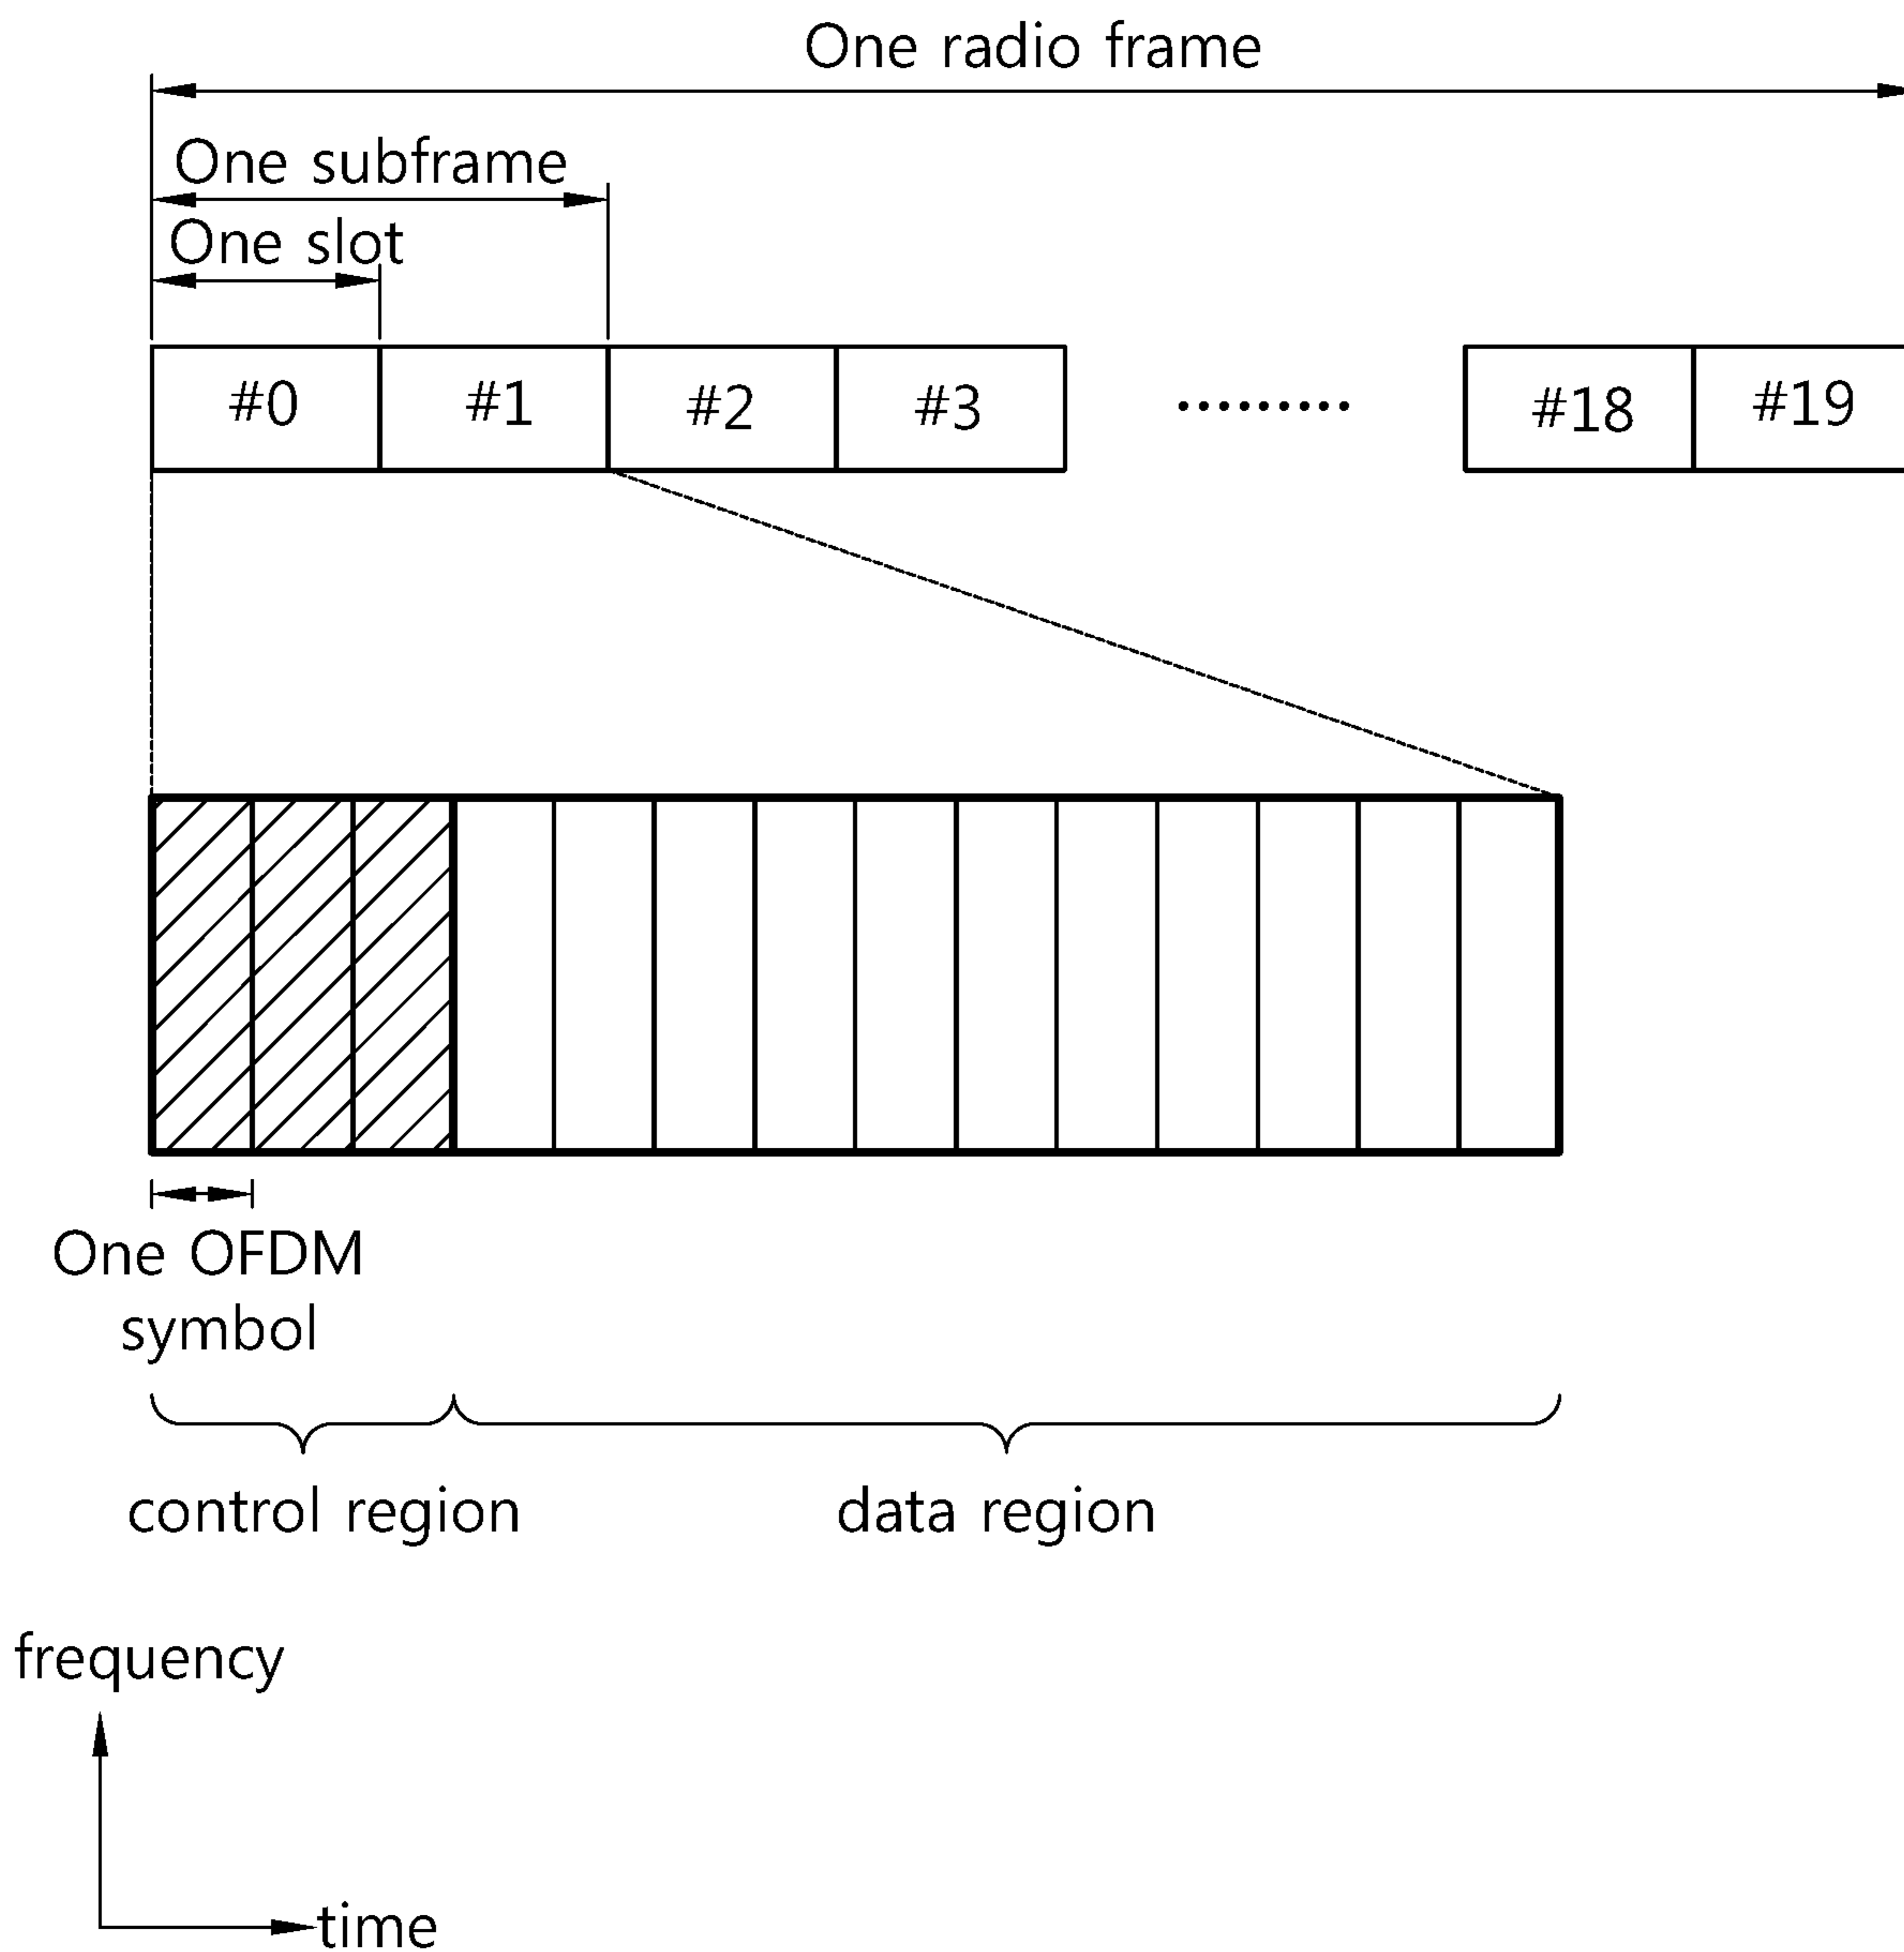 One radio frame
One subframe
One slot
#0 #1 #2 #3 ......... #18 #19
One OFDM
symbol
control region data region
frequency
time